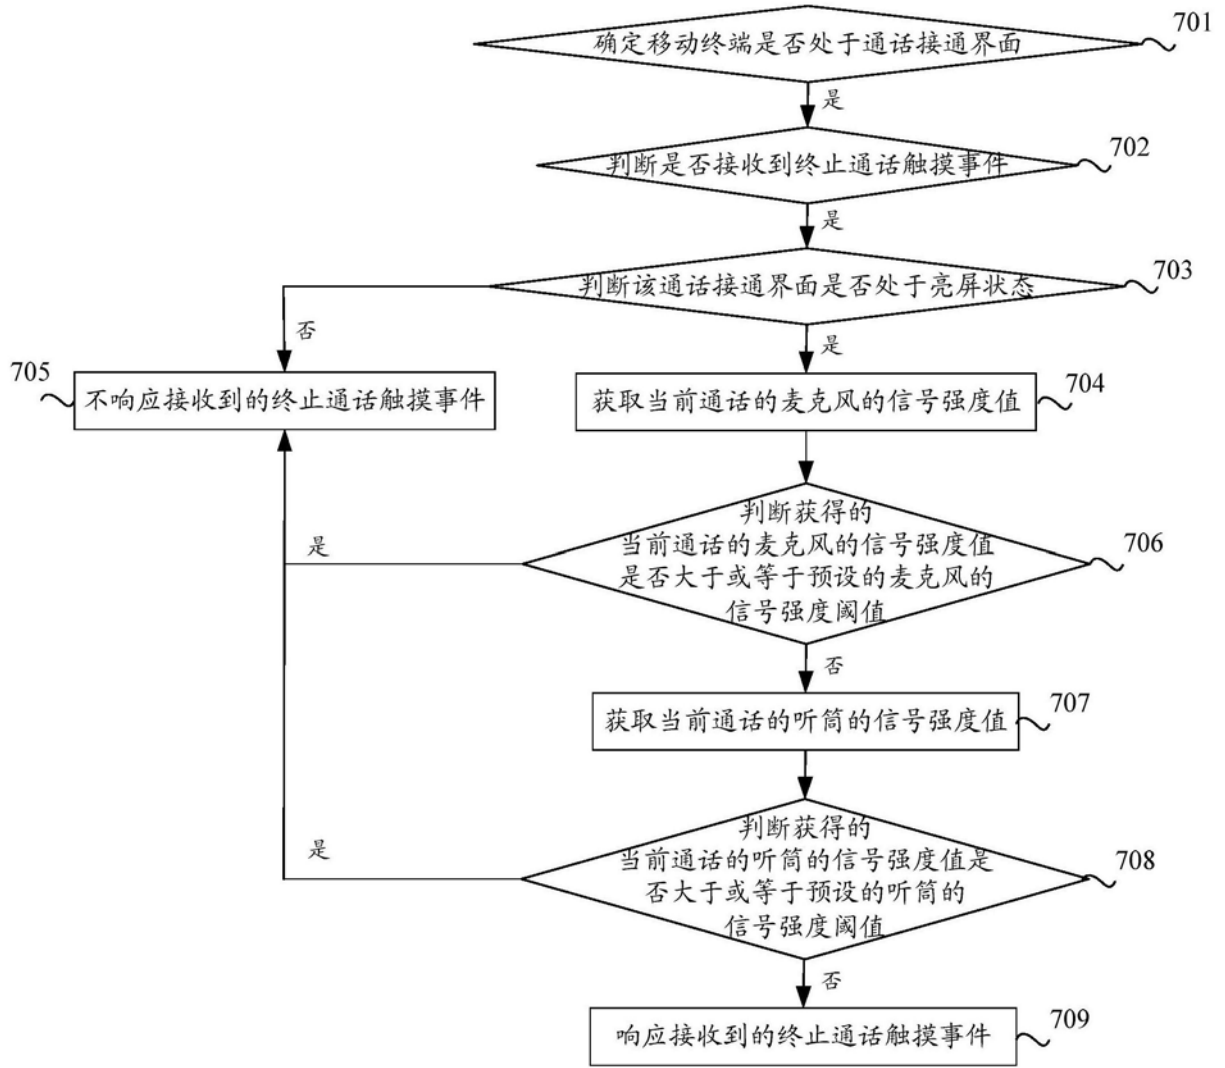 确定移动终端是否处于通话接通界面
701
是
判断是否接收到终止通话触摸事件
702
是
判断该通话接通界面是否处于亮屏状态
703
否
是
705
不响应接收到的终止通话触摸事件
获取当前通话的麦克风的信号强度值
704
判断获得的
当前通话的麦克风的信号强度值
是否大于或等于预设的麦克风的
信号强度阈值
706
是
否
获取当前通话的听筒的信号强度值
707
判断获得的
当前通话的听筒的信号强度值是
否大于或等于预设的听筒的
信号强度阈值
708
是
否
响应接收到的终止通话触摸事件
709